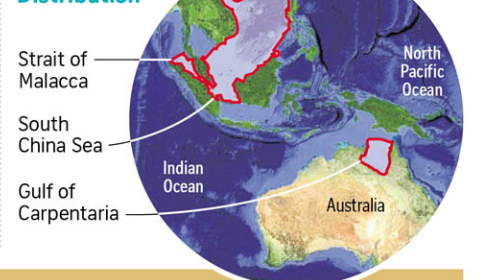 Distribution
Strait of
Malacca
South
China Sea
Gulf of
Carpentaria
North
Pacific
Ocean
Indian
Ocean
Australia